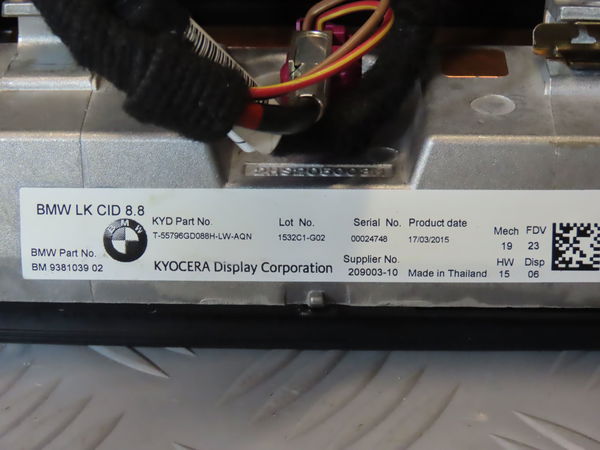 BMW LK CID 8.8
BMW
BMW Part No.
BM 9381039 02
KYD Part No.
T-55796GD088H-LW-AQN
KYOCERA Display Corporation
Lot No.
1532C1-G02
Serial No.
00024748
Supplier No.
209003-10
Product date
17/03/2015
Made in Thailand
Mech FDV
19 23
HW Disp
15 06